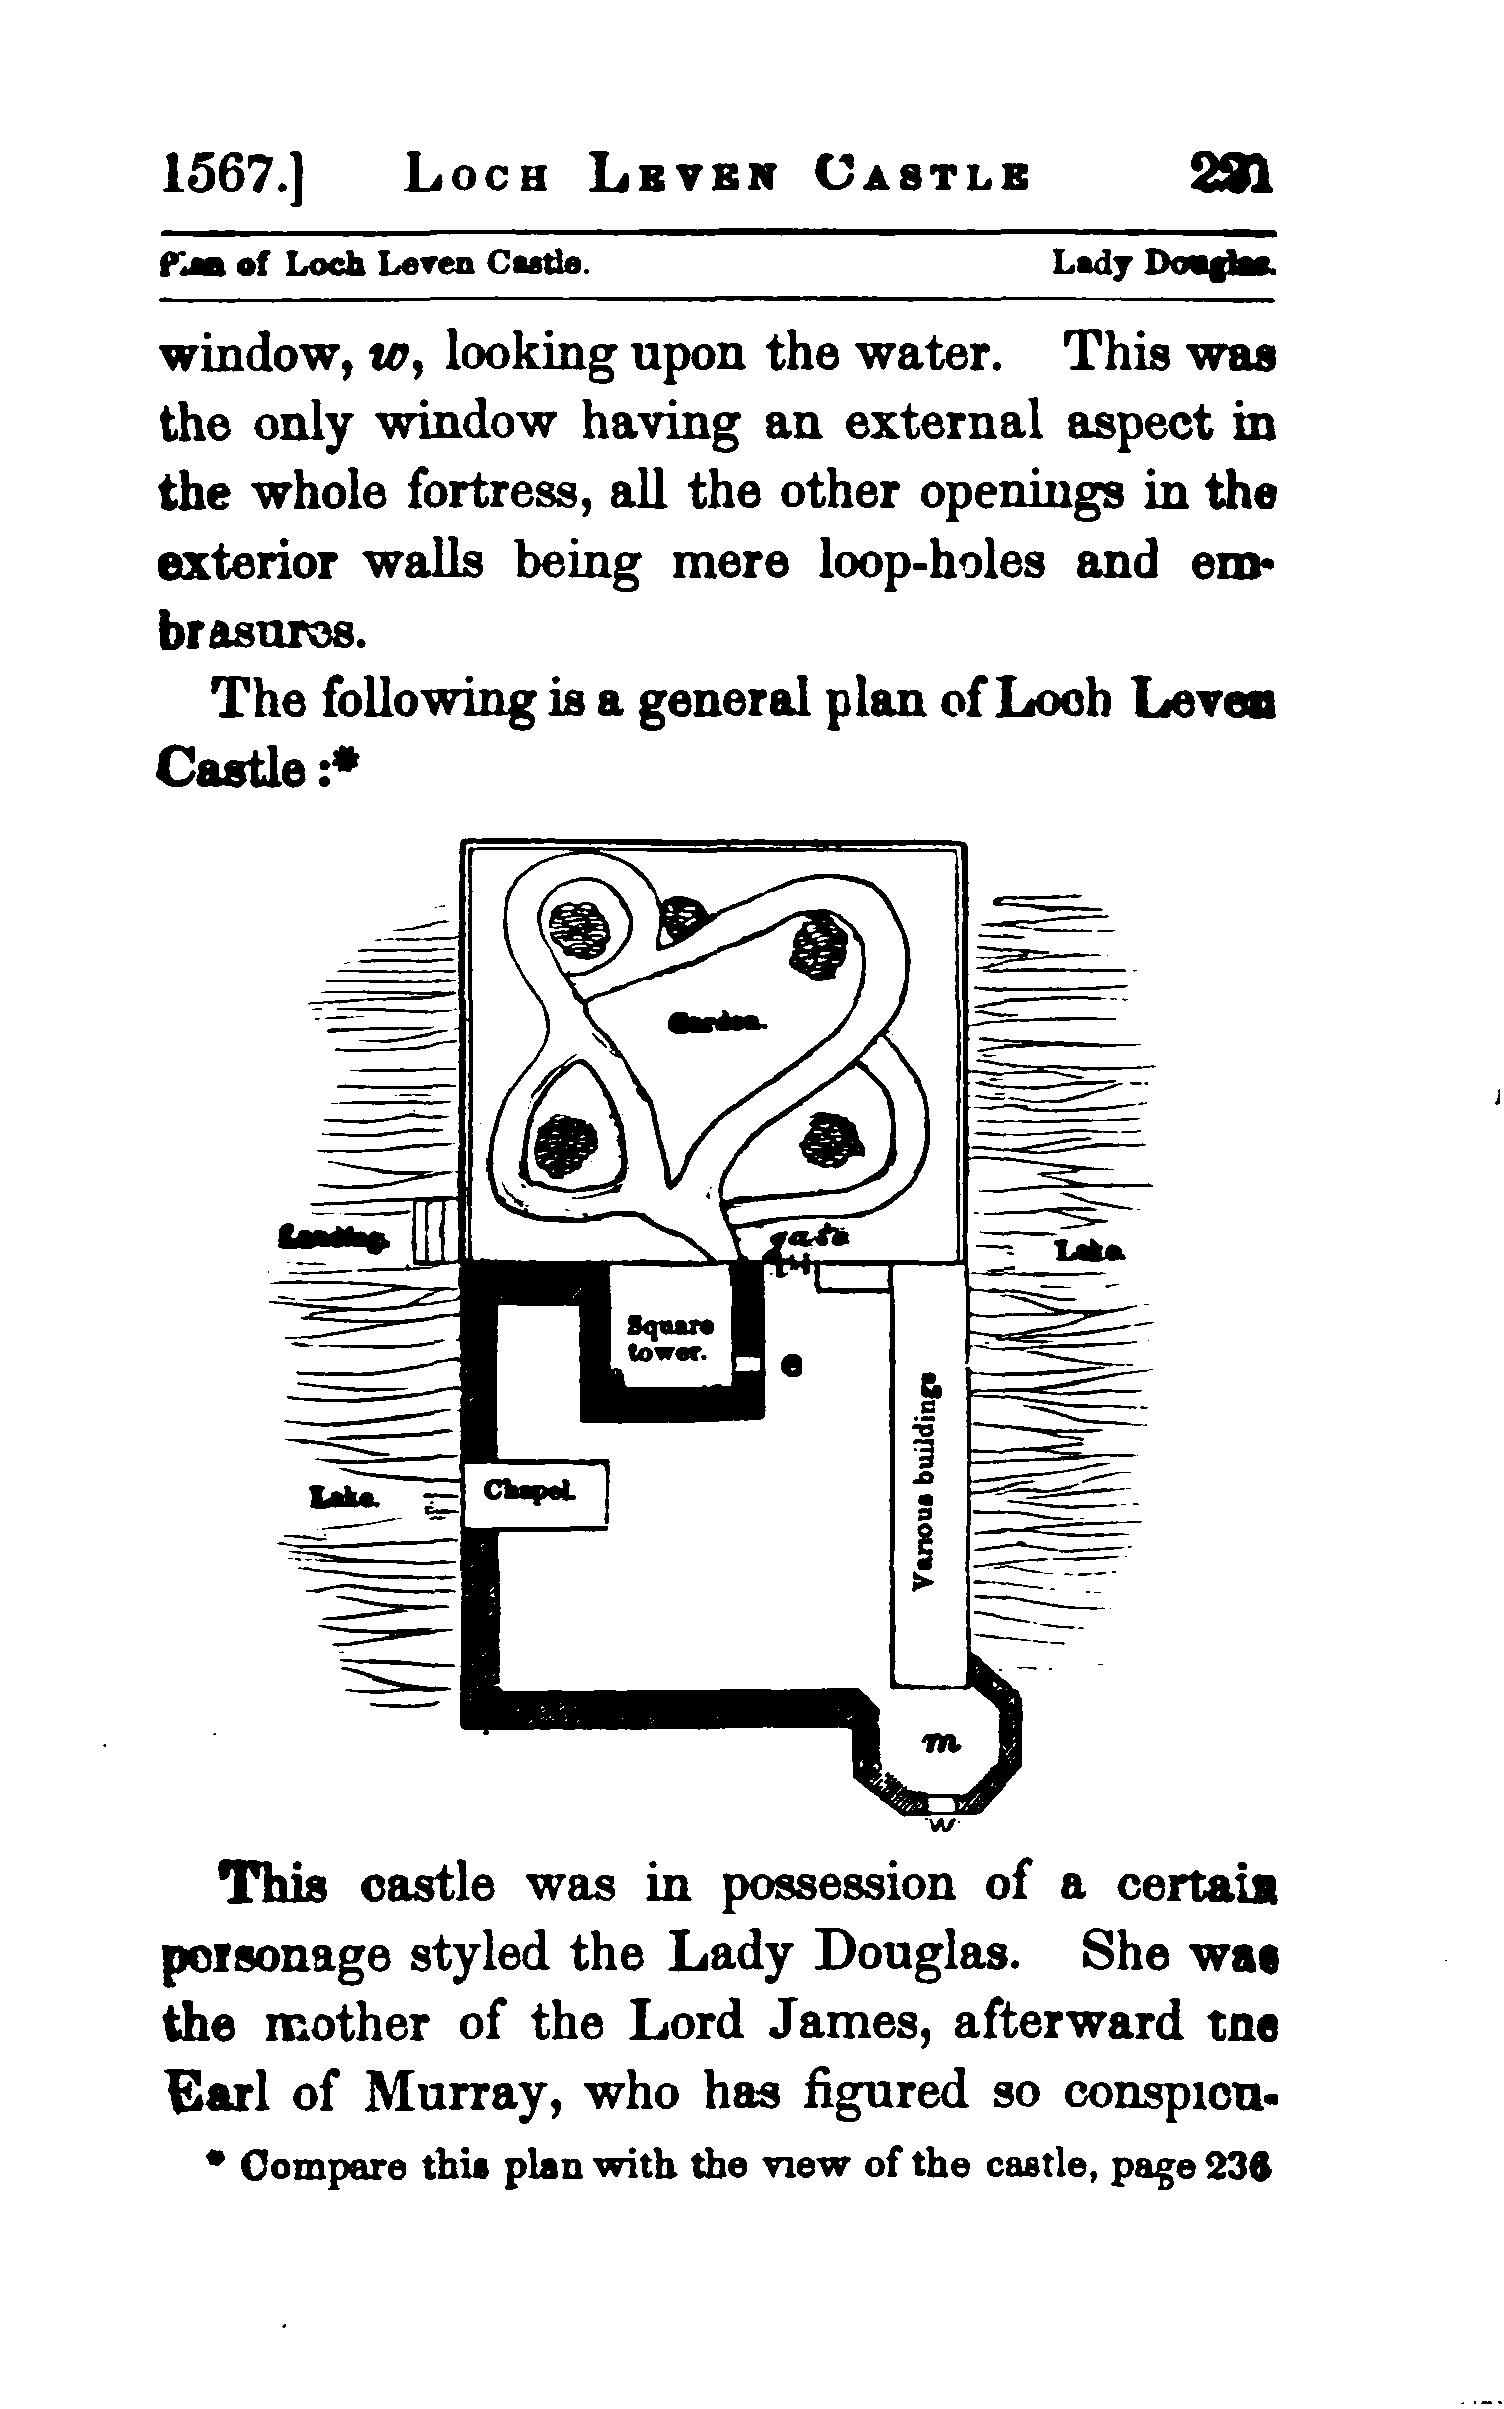 1567.] LOCH LEVEN CASTLE
Plan of Loch Leven Castle. Lady Douglas.
window, w, looking upon the water. This was
the only window having an external aspect in
the whole fortress, all the other openings in the
exterior walls being mere loop-holes and em-
brasures.
The following is a general plan of Loch Leven
Castle :*
Garden.
gate
Landing.
Lake.
Square
tower.
e
Various buildings
Chapel.
Lake.
m
w
This castle was in possession of a certain
personage styled the Lady Douglas. She was
the mother of the Lord James, afterward the
Earl of Murray, who has figured so conspicu-
* Compare this plan with the view of the castle, page 236